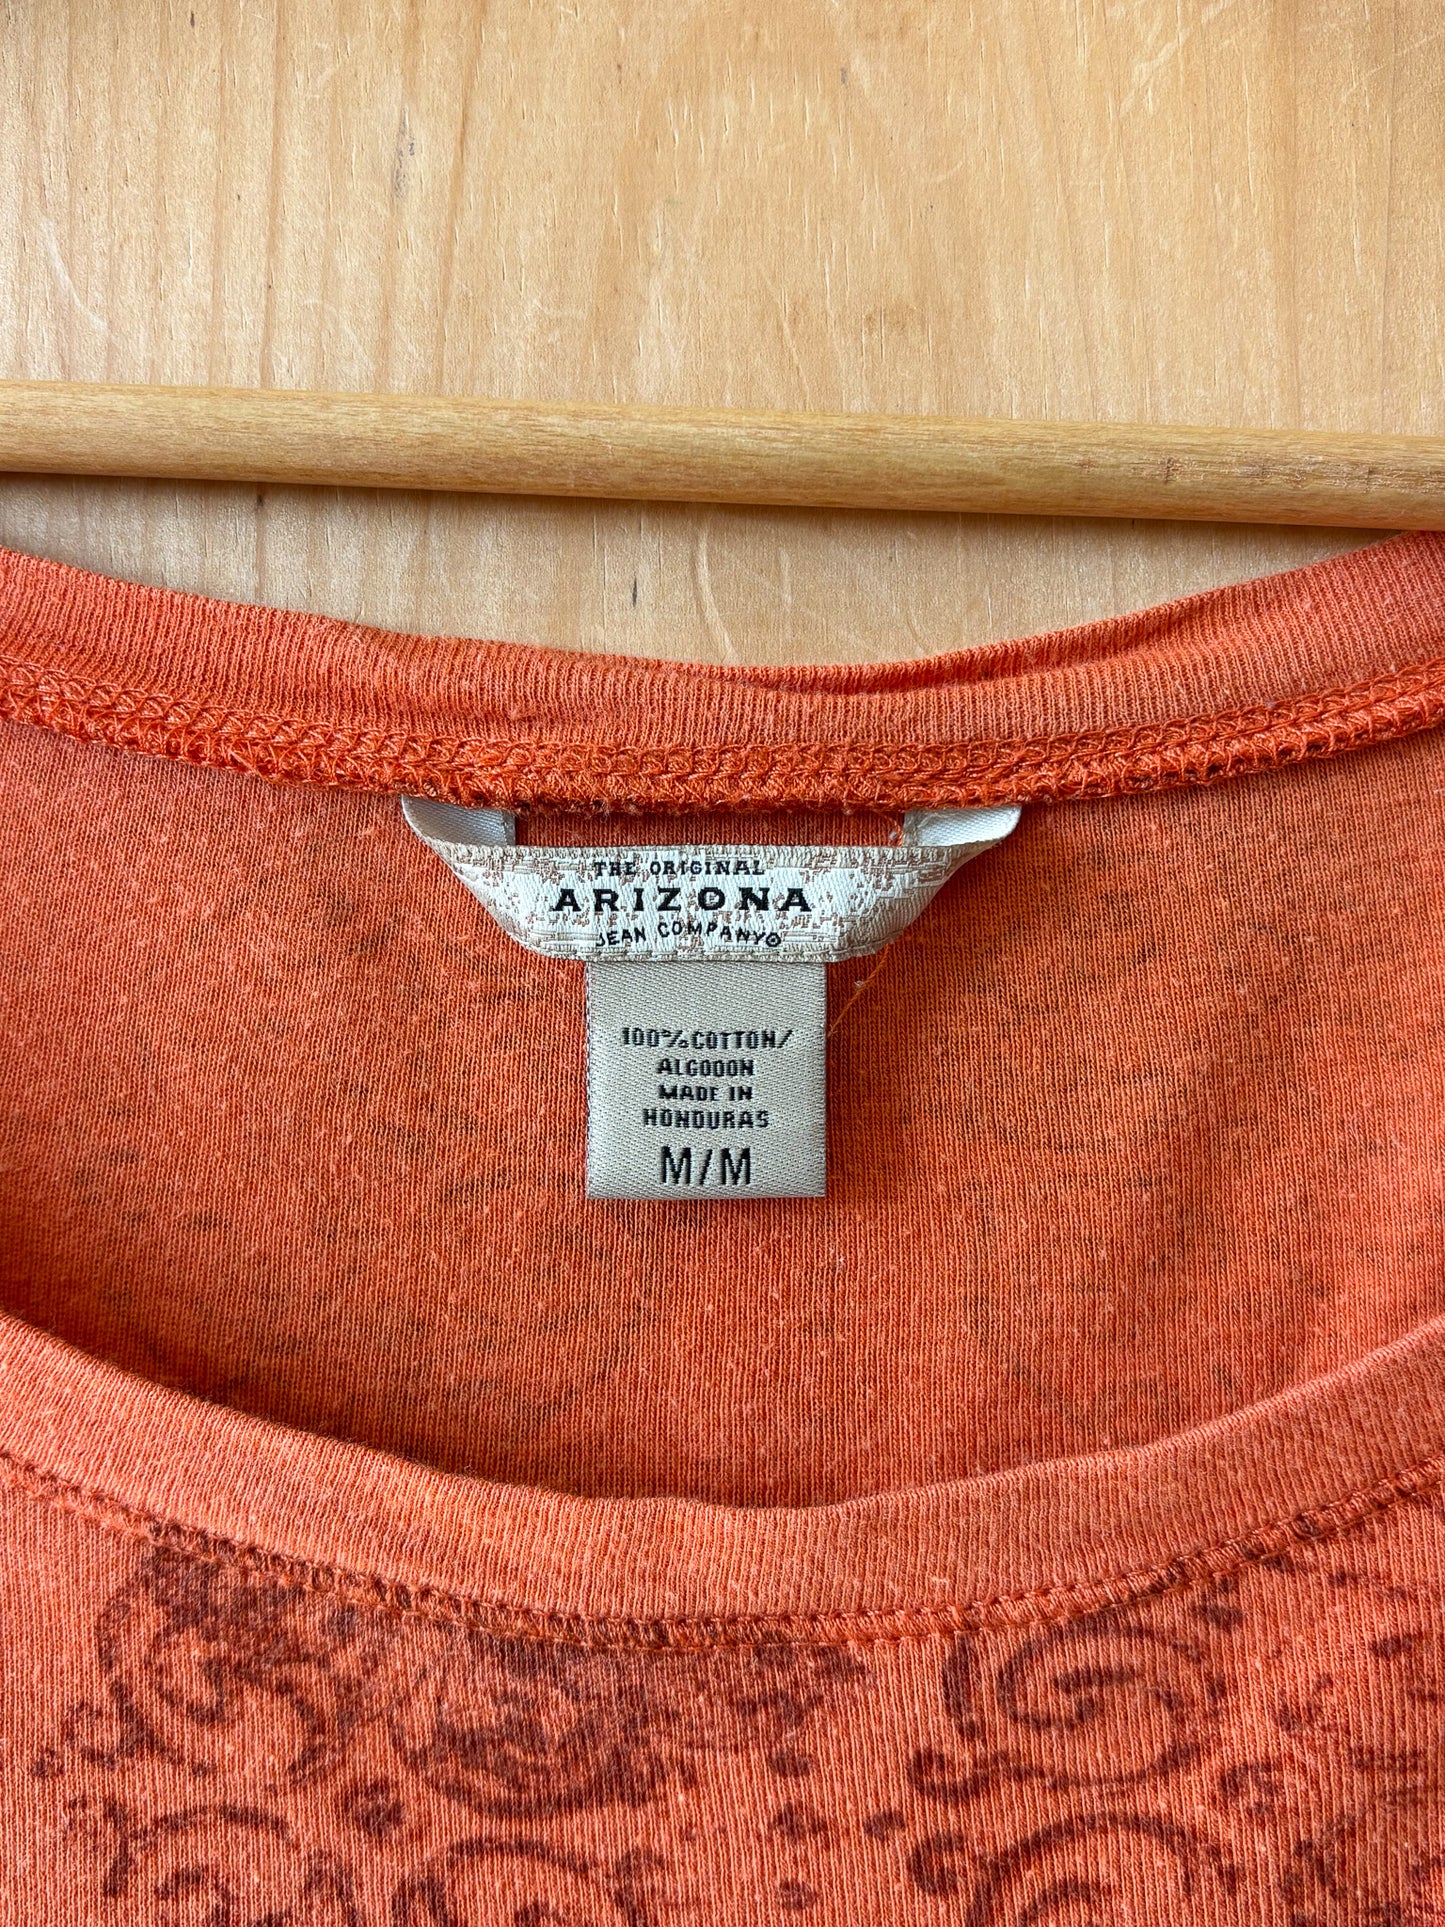 THE ORIGINAL
ARIZONA
JEAN COMPANY®
100% COTTON/
ALGODON
MADE IN
HONDURAS
M/M